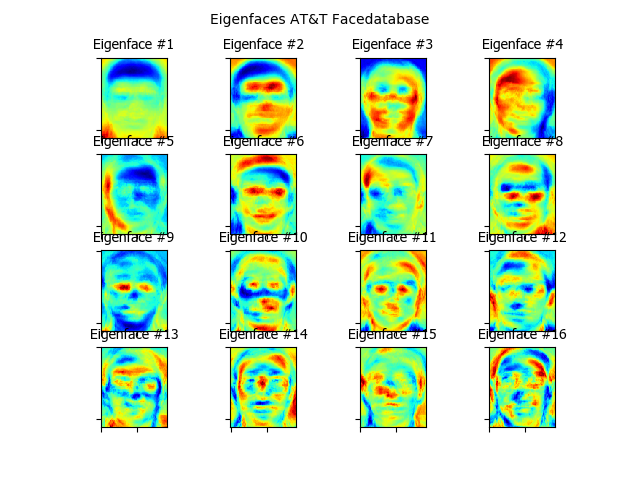 Eigenfaces AT&T Facedatabase
Eigenface #1 Eigenface #2 Eigenface #3 Eigenface #4
Eigenface #5 Eigenface #6 Eigenface #7 Eigenface #8
Eigenface #9 Eigenface #10 Eigenface #11 Eigenface #12
Eigenface #13 Eigenface #14 Eigenface #15 Eigenface #16